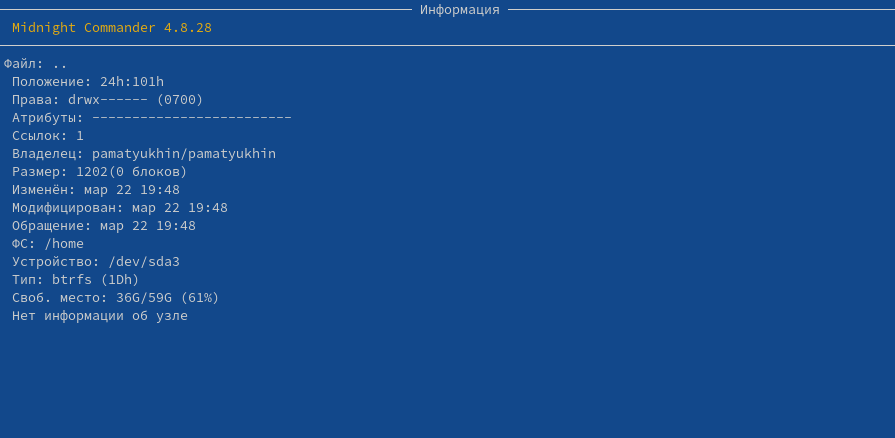 Информация
Midnight Commander 4.8.28
Файл: ..
Положение: 24h:101h
Права: drwx------ (0700)
Атрибуты: -------------------------
Ссылок: 1
Владелец: pamatyukhin/pamatyukhin
Размер: 1202(0 блоков)
Изменён: мар 22 19:48
Модифицирован: мар 22 19:48
Обращение: мар 22 19:48
ФС: /home
Устройство: /dev/sda3
Тип: btrfs (1Dh)
Своб. место: 36G/59G (61%)
Нет информации об узле